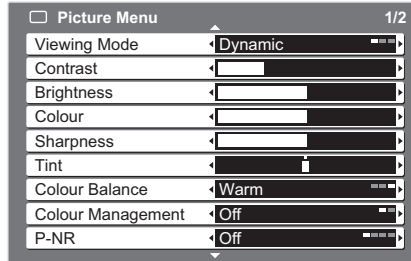 Picture Menu 1/2
Viewing Mode Dynamic
Contrast
Brightness
Colour
Sharpness
Tint
Colour Balance Warm
Colour Management Off
P-NR Off